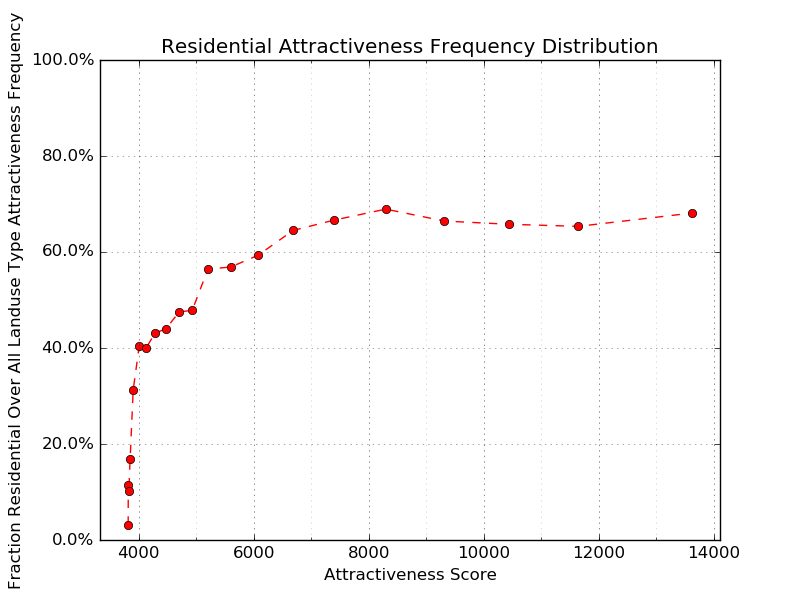 Residential Attractiveness Frequency Distribution
Fraction Residential Over All Landuse Type Attractiveness Frequency
100.0%
80.0%
60.0%
40.0%
20.0%
0.0%
4000 6000 8000 10000 12000 14000
Attractiveness Score